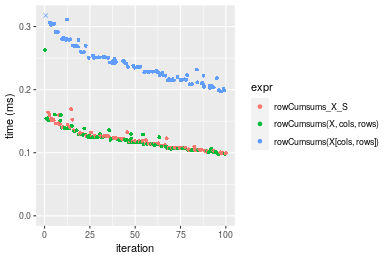 0.3
0.2
0.1
0.0
time (ms)
0
25
50
75
100
iteration
expr
rowCumsums_X_S
rowCumsums(X, cols, rows)
rowCumsums(X[cols, rows])